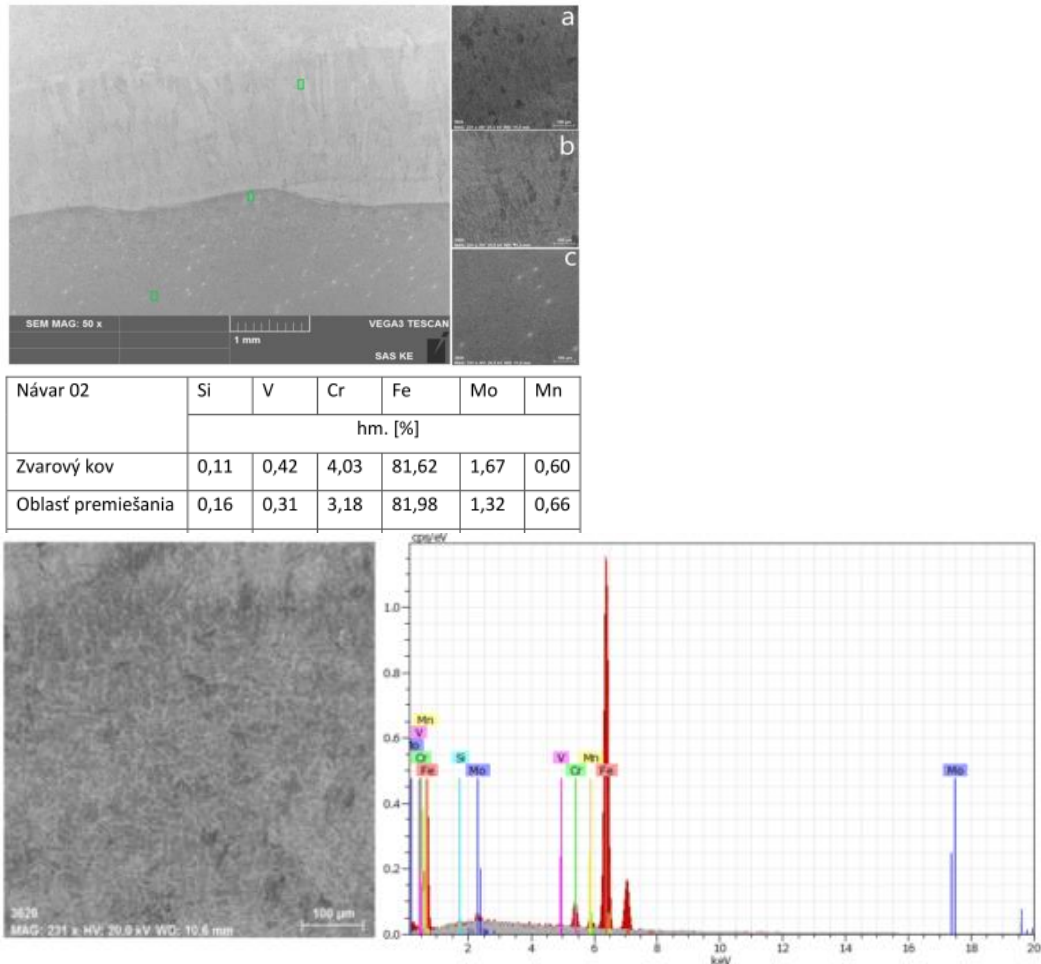 a
b
c
SEM MAG: 50 x
VEGA3 TESCAN
1 mm
SAS KE
Návar 02 Si V Cr Fe Mo Mn
hm. [%]
Zvarový kov 0,11 0,42 4,03 81,62 1,67 0,60
Oblasť premiešania 0,16 0,31 3,18 81,98 1,32 0,66
3628
100 µm
MAG: 231 x HV: 20.0 kV WD: 10.6 mm
cps/eV
1.0
0.8
0.6
0.4
0.2
0.0
Mn
V
Cr
Fe
Si
Mo
V
Mn
Cr
Fe
Mo
2 4 6 8 10 12 14 16 18 20
keV